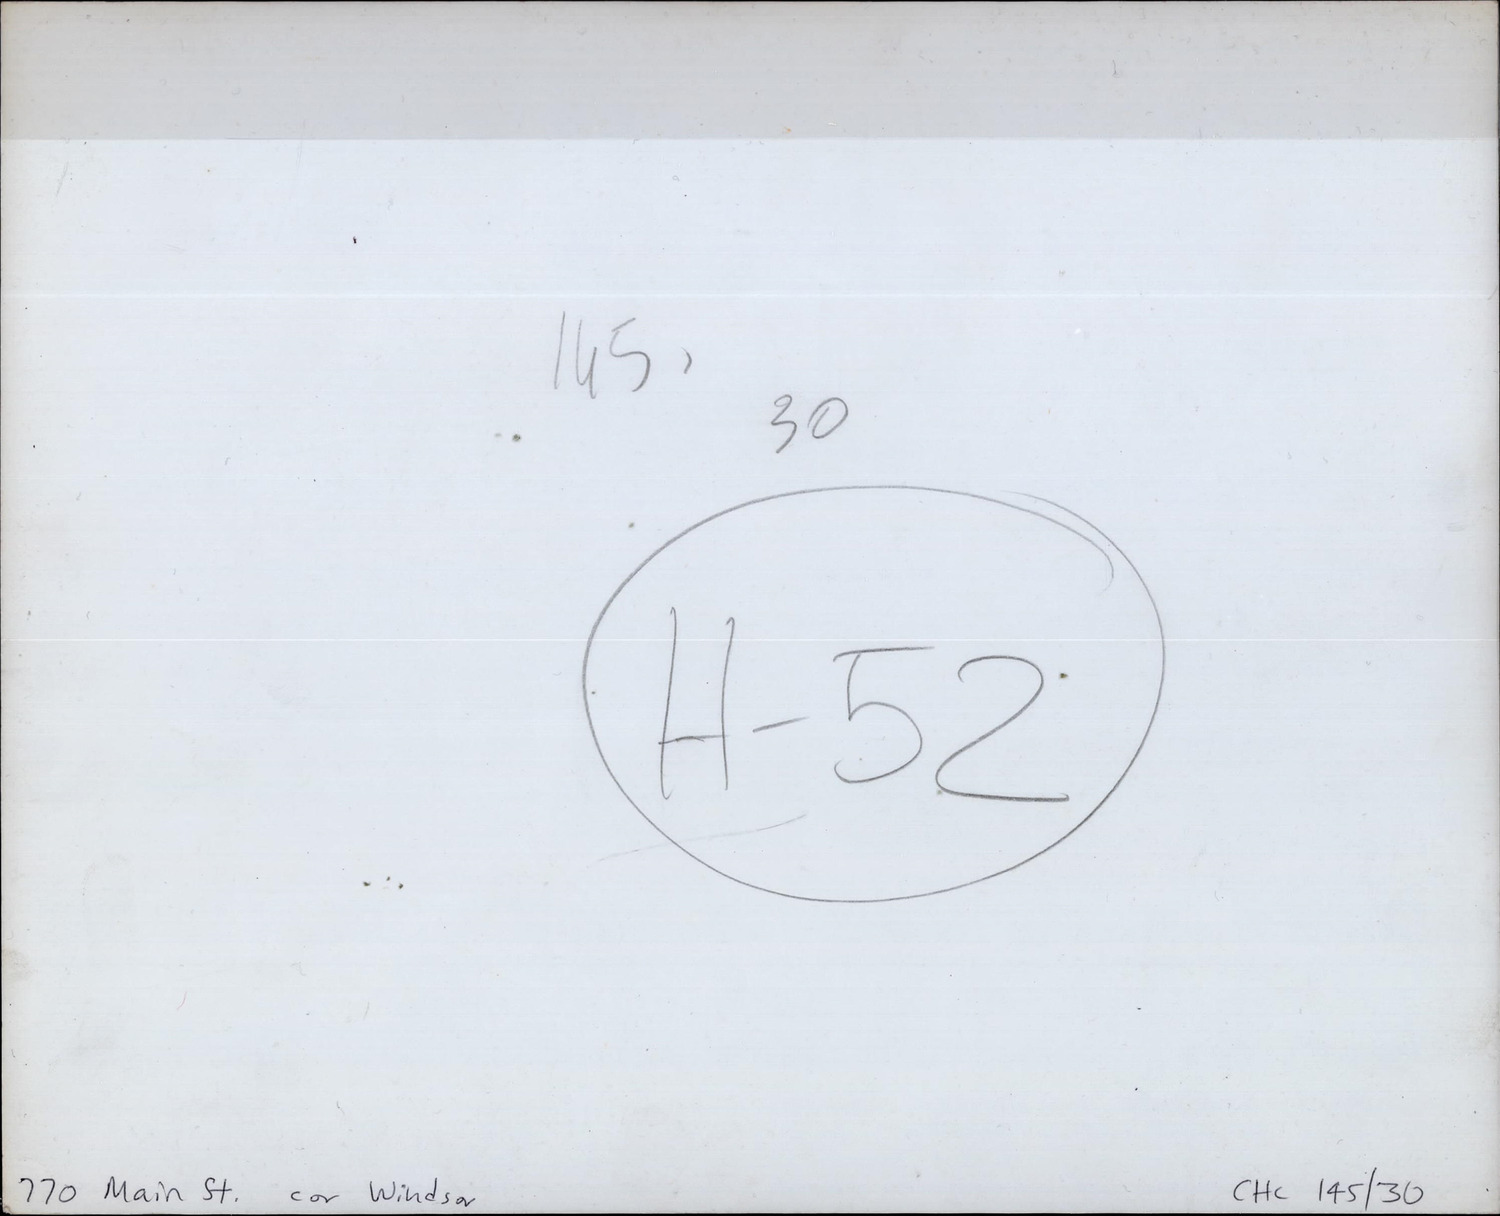 145,
30
H-52
770 Main St. cor Windsor
CHC 145/30